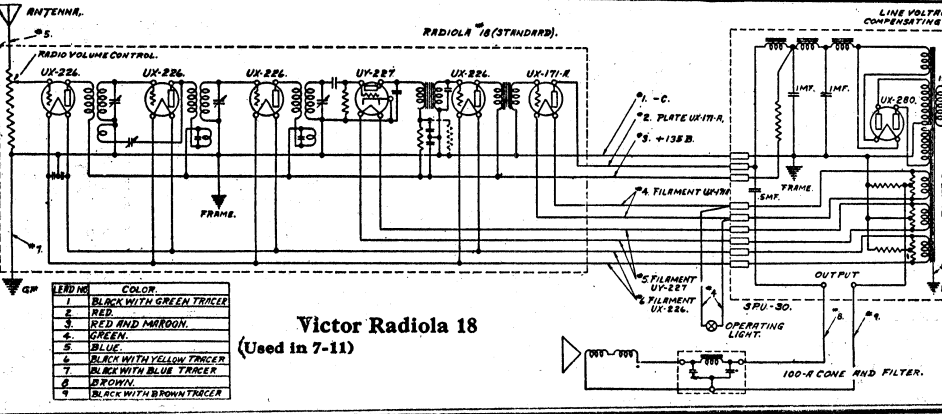 ANTENNA.
RADIOLA #18 (STANDARD).
LINE VOLTA
COMPENSATING
#5.
RADIO VOLUME CONTROL.
UX-226.
UX-226.
UX-226.
UY-227
UX-226.
UX-171-A.
1MF.
1MF.
UX-280.
#1. -C.
#2. PLATE UX-171-A,
#3. +135 B.
#4. FILAMENT UX-171A
FRAME.
FRAME.
.5MF.
#7.
#5. FILAMENT
UY-227
#6. FILAMENT
UX-226.
#4
OUTPUT
SPU-30.
LEAD NO COLOR.
1 BLACK WITH GREEN TRACER
2 RED.
3. RED AND MAROON.
4. GREEN.
5. BLUE.
6 BLACK WITH YELLOW TRACER
7. BLACK WITH BLUE TRACER
8 BROWN.
9 BLACK WITH BROWN TRACER
Victor Radiola 18
(Used in 7-11)
OPERATING
LIGHT.
#8.
#9.
100-A CONE AND FILTER.